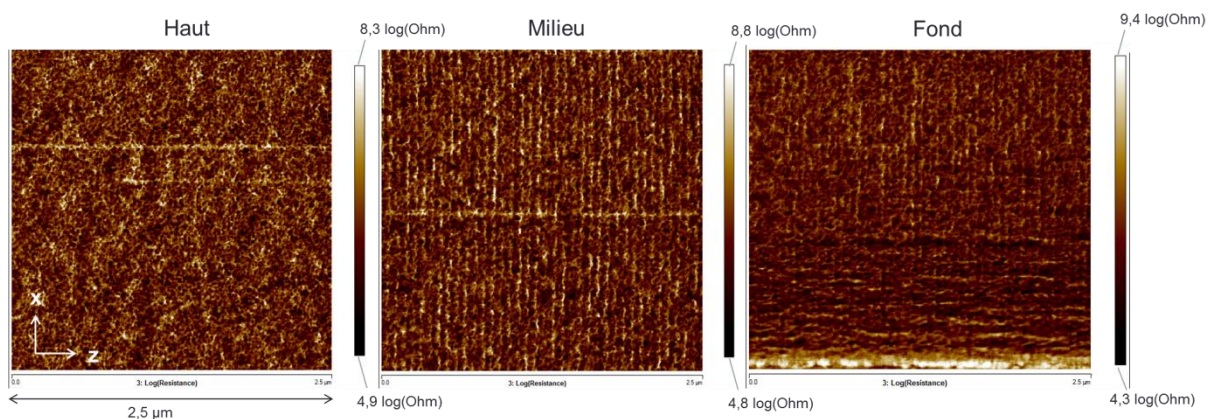 Haut
8,3 log(Ohm)
Milieu
8,8 log(Ohm)
Fond
9,4 log(Ohm)
x
z
0.0
3: Log(Resistance)
2.5 µm
4,9 log(Ohm)
0.0
3: Log(Resistance)
2.5 µm
4,8 log(Ohm)
0.0
3: Log(Resistance)
2.5 µm
4,3 log(Ohm)
2,5 µm